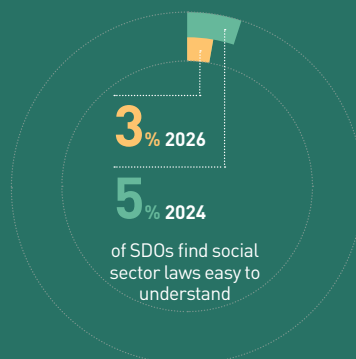 3% 2026
5% 2024
of SDOs find social
sector laws easy to
understand